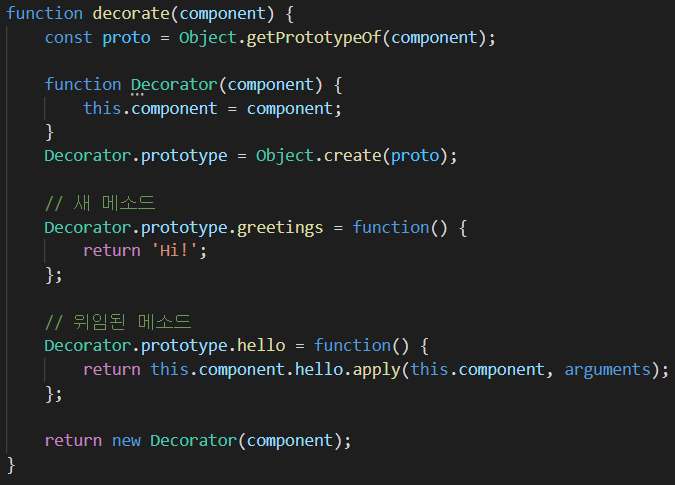 function decorate(component) {
    const proto = Object.getPrototypeOf(component);

    function Decorator(component) {
        this.component = component;
    }
    Decorator.prototype = Object.create(proto);

    // 새 메소드
    Decorator.prototype.greetings = function() {
        return 'Hi!';
    };

    // 위임된 메소드
    Decorator.prototype.hello = function() {
        return this.component.hello.apply(this.component, arguments);
    };

    return new Decorator(component);
}